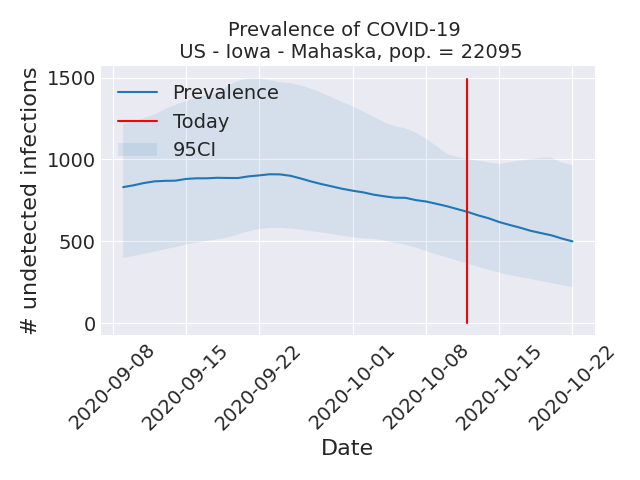 Prevalence of COVID-19
US - Iowa - Mahaska, pop. = 22095
# undetected infections
1500
1000
500
0
Prevalence
Today
95CI
2020-09-08
2020-09-15
2020-09-22
2020-10-01
2020-10-08
2020-10-15
2020-10-22
Date